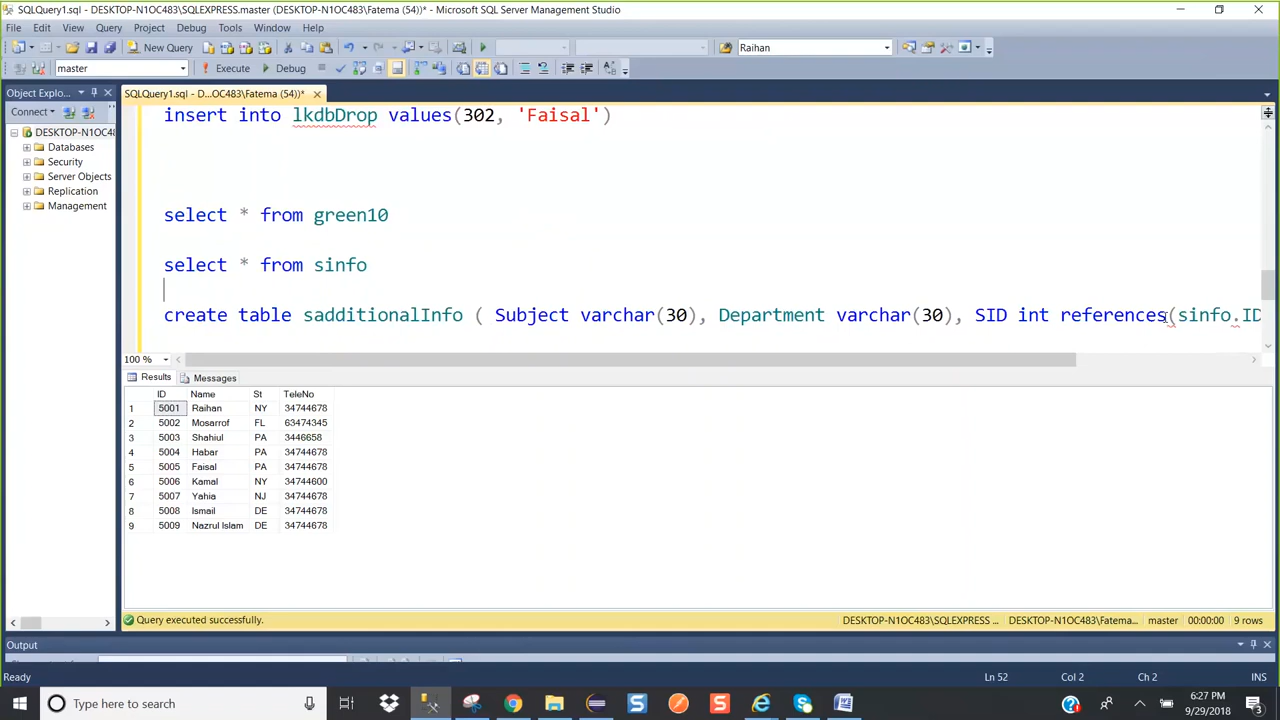 SQLQuery1.sql - DESKTOP-N1OC483\SQLEXPRESS.master (DESKTOP-N1OC483\Fatema (54))* - Microsoft SQL Server Management Studio
File Edit View Query Project Debug Tools Window Help
New Query Raihan
master Execute Debug
Object Explo... SQLQuery1.sql - D...OC483\Fatema (54))*
Connect
DESKTOP-N1OC48
Databases
Security
Server Objects
Replication
Management
insert into lkdbDrop values(302, 'Faisal')
select * from green10
select * from sinfo
create table sadditionalInfo ( Subject varchar(30), Department varchar(30), SID int references(sinfo.ID
100 %
Results Messages
ID Name St TeleNo
1 5001 Raihan NY 34744678
2 5002 Mosarrof FL 63474345
3 5003 Shahiul PA 3446658
4 5004 Habar PA 34744678
5 5005 Faisal PA 34744678
6 5006 Kamal NY 34744600
7 5007 Yahia NJ 34744678
8 5008 Ismail DE 34744678
9 5009 Nazrul Islam DE 34744678
Query executed successfully. DESKTOP-N1OC483\SQLEXPRESS ... DESKTOP-N1OC483\Fatema... master 00:00:00 9 rows
Output
Ready Ln 52 Col 2 Ch 2 INS
Type here to search
6:27 PM
9/29/2018